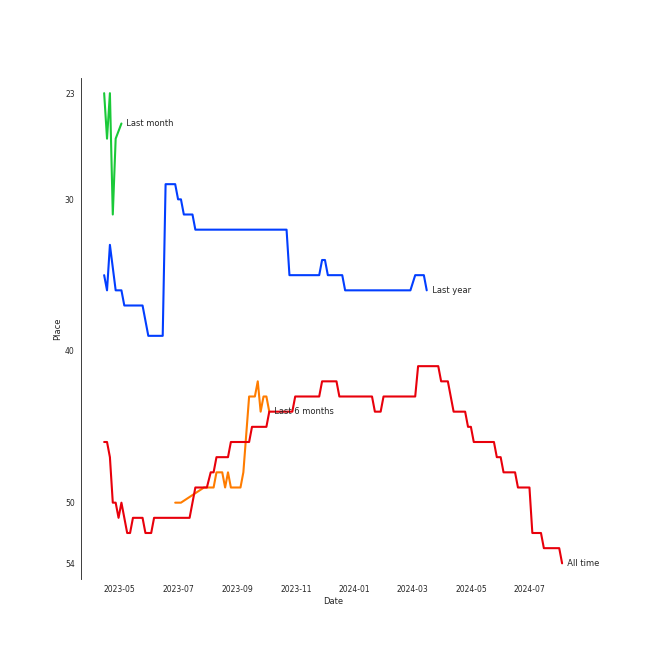 23
Last month
30
Last year
Place
40
Last 6 months
50
54
All time
2023-05
2023-07
2023-09
2023-11
2024-01
2024-03
2024-05
2024-07
Date